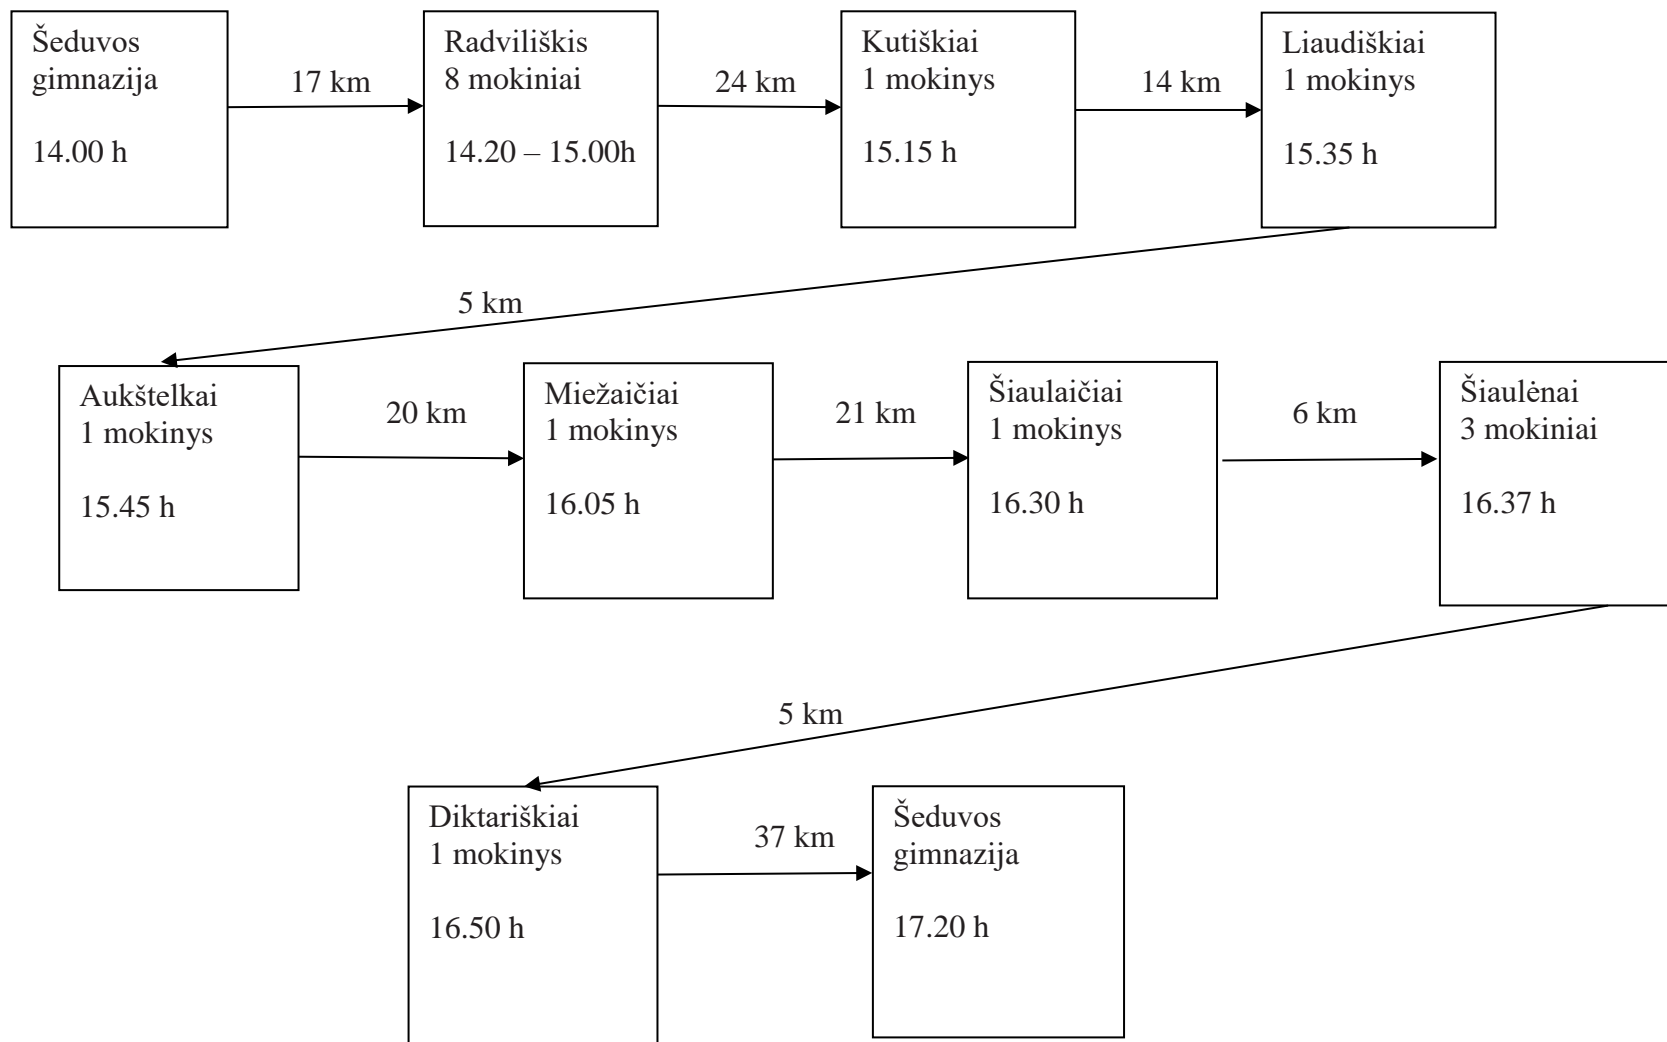 Šeduvos
gimnazija
14.00 h
17 km
Radviliškis
8 mokiniai
14.20 – 15.00h
24 km
Kutiškiai
1 mokinys
15.15 h
14 km
Liaudiškiai
1 mokinys
15.35 h
5 km
Aukštelkai
1 mokinys
15.45 h
20 km
Miežaičiai
1 mokinys
16.05 h
21 km
Šiaulaičiai
1 mokinys
16.30 h
6 km
Šiaulėnai
3 mokiniai
16.37 h
5 km
Diktariškiai
1 mokinys
16.50 h
37 km
Šeduvos
gimnazija
17.20 h